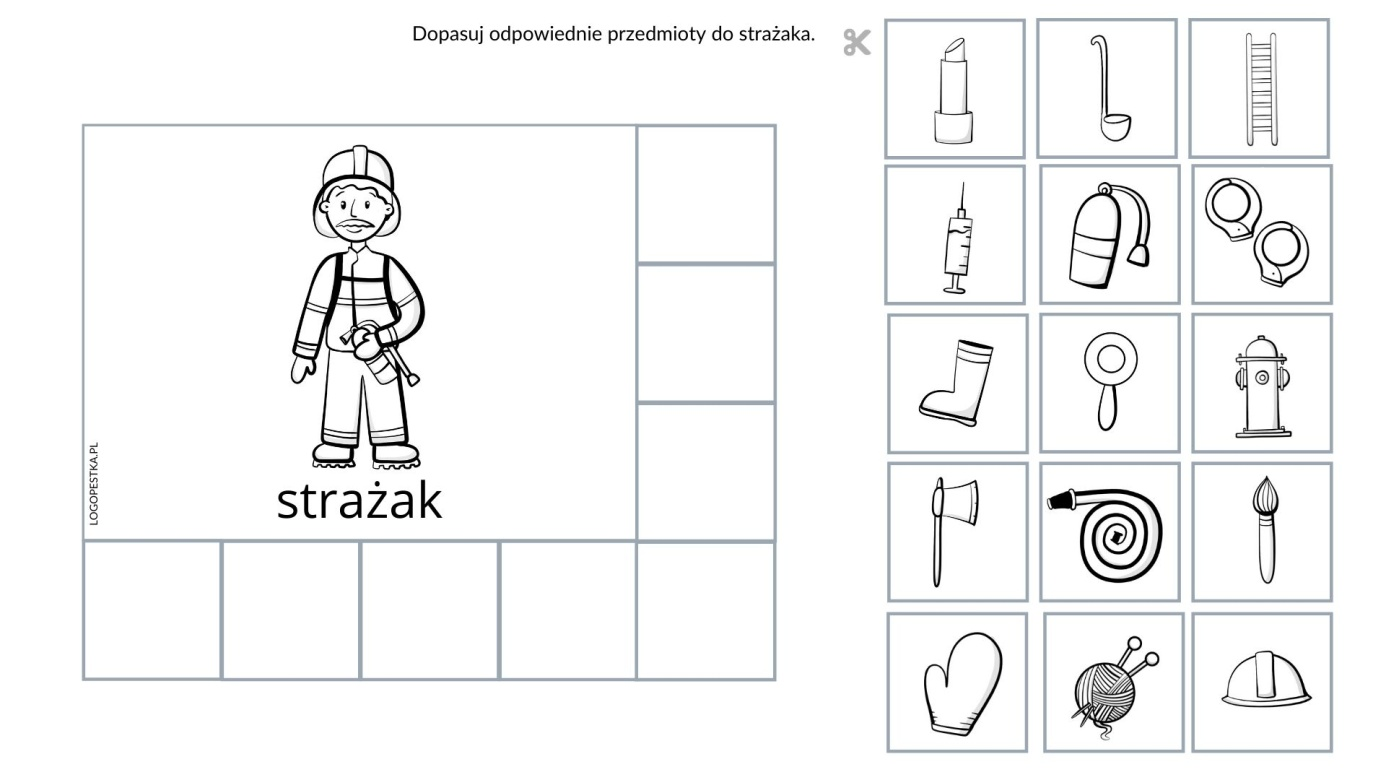 Dopasuj odpowiednie przedmioty do strażaka.
strażak
LOGOPESTKA.PL